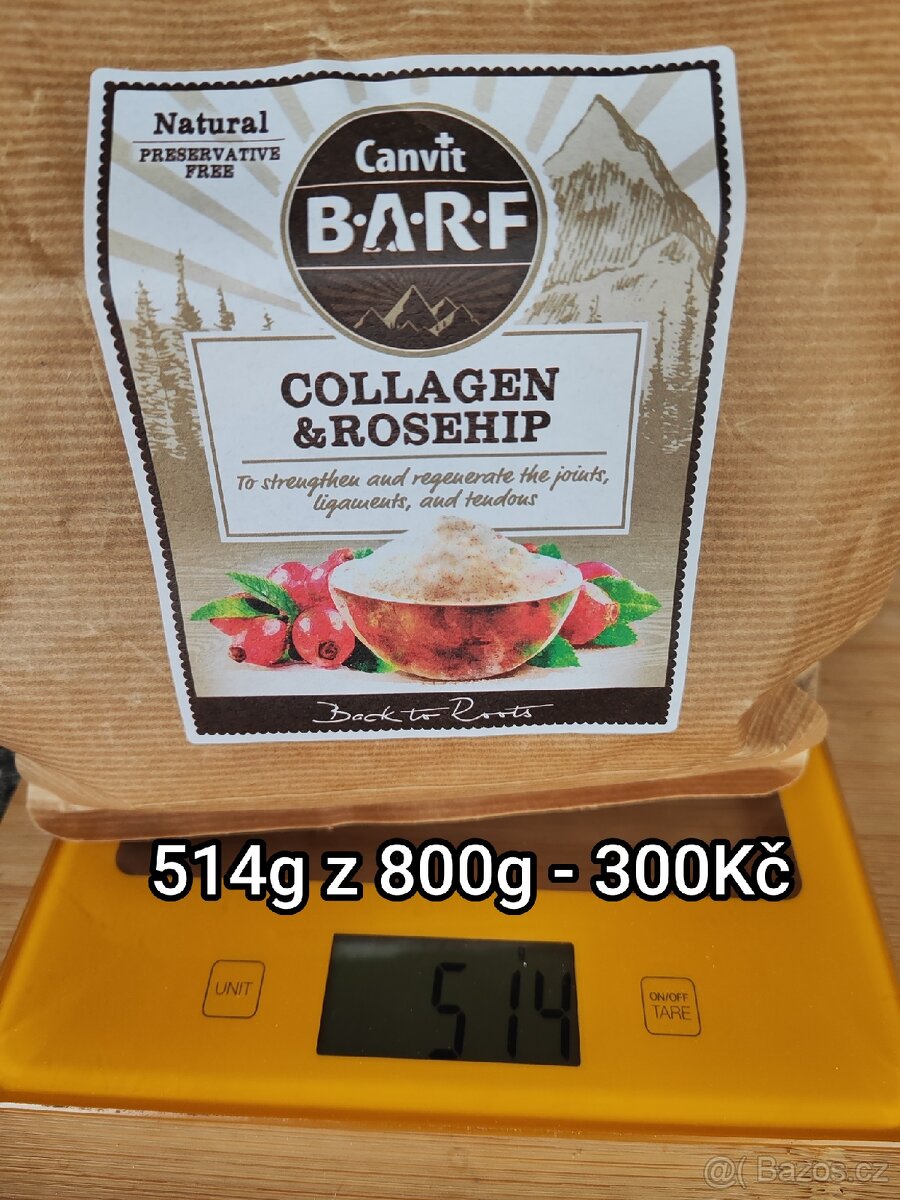 Natural
PRESERVATIVE
FREE
Canvit
B·A·R·F
COLLAGEN
&ROSEHIP
To strengthen and regenerate the joints,
ligaments, and tendons
Back to Roots
514g z 800g - 300Kč
UNIT
514
ON/OFF
TARE
@( Bazos.cz